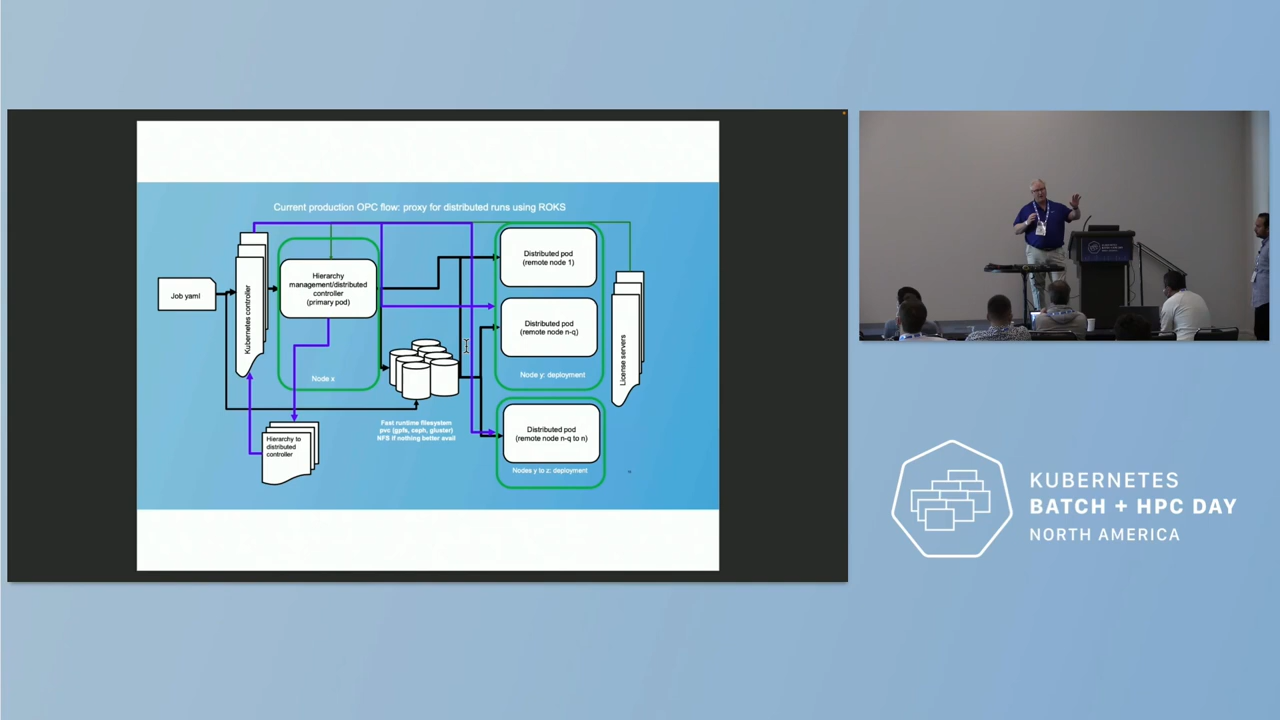 Current production OPC flow: proxy for distributed runs using ROKS
Job yaml
Kubernetes controller
Hierarchy
management/distributed
controller
(primary pod)
Node x
Hierarchy to
distributed
controller
Fast runtime filesystem
pvc (gpfs, ceph, gluster)
NFS if nothing better avail
Distributed pod
(remote node 1)
Distributed pod
(remote node n-q)
Node y: deployment
Distributed pod
(remote node n-q to n)
Nodes y to z: deployment
License servers
KUBERNETES
BATCH + HPC DAY
NORTH AMERICA